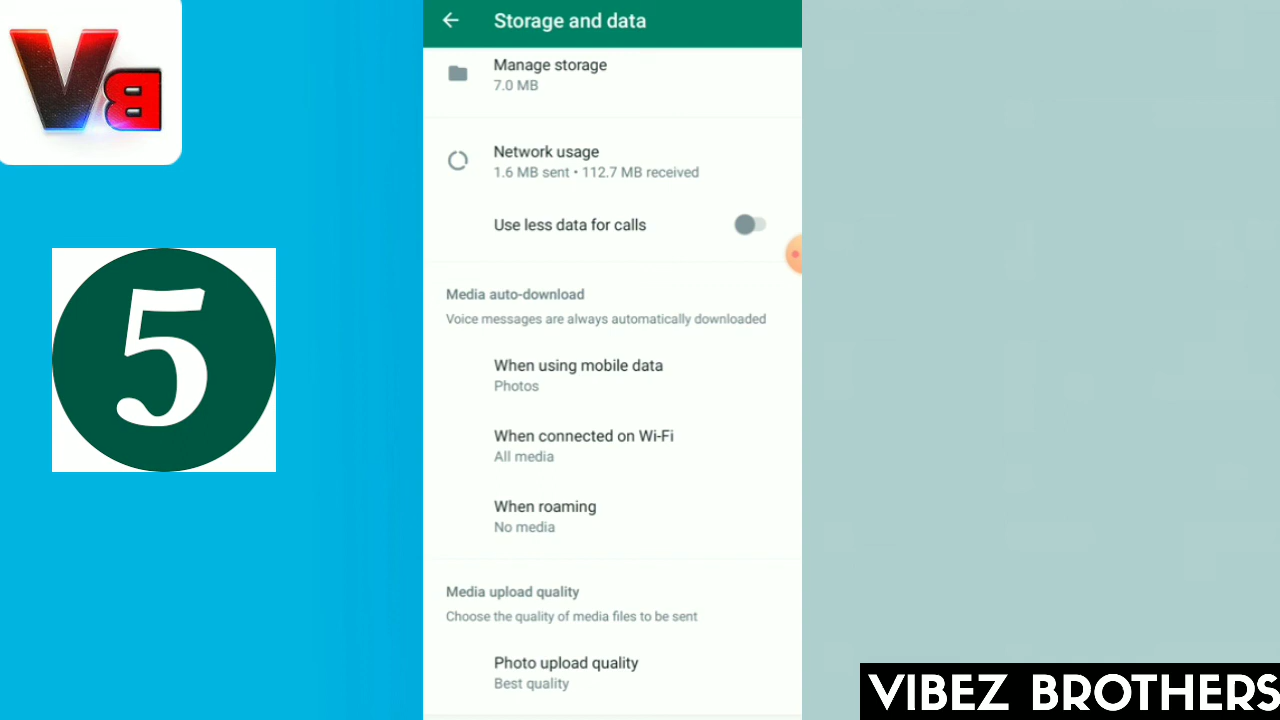 VB
5
Storage and data
Manage storage
7.0 MB
Network usage
1.6 MB sent • 112.7 MB received
Use less data for calls
Media auto-download
Voice messages are always automatically downloaded
When using mobile data
Photos
When connected on Wi-Fi
All media
When roaming
No media
Media upload quality
Choose the quality of media files to be sent
Photo upload quality
Best quality
VIBEZ BROTHERS